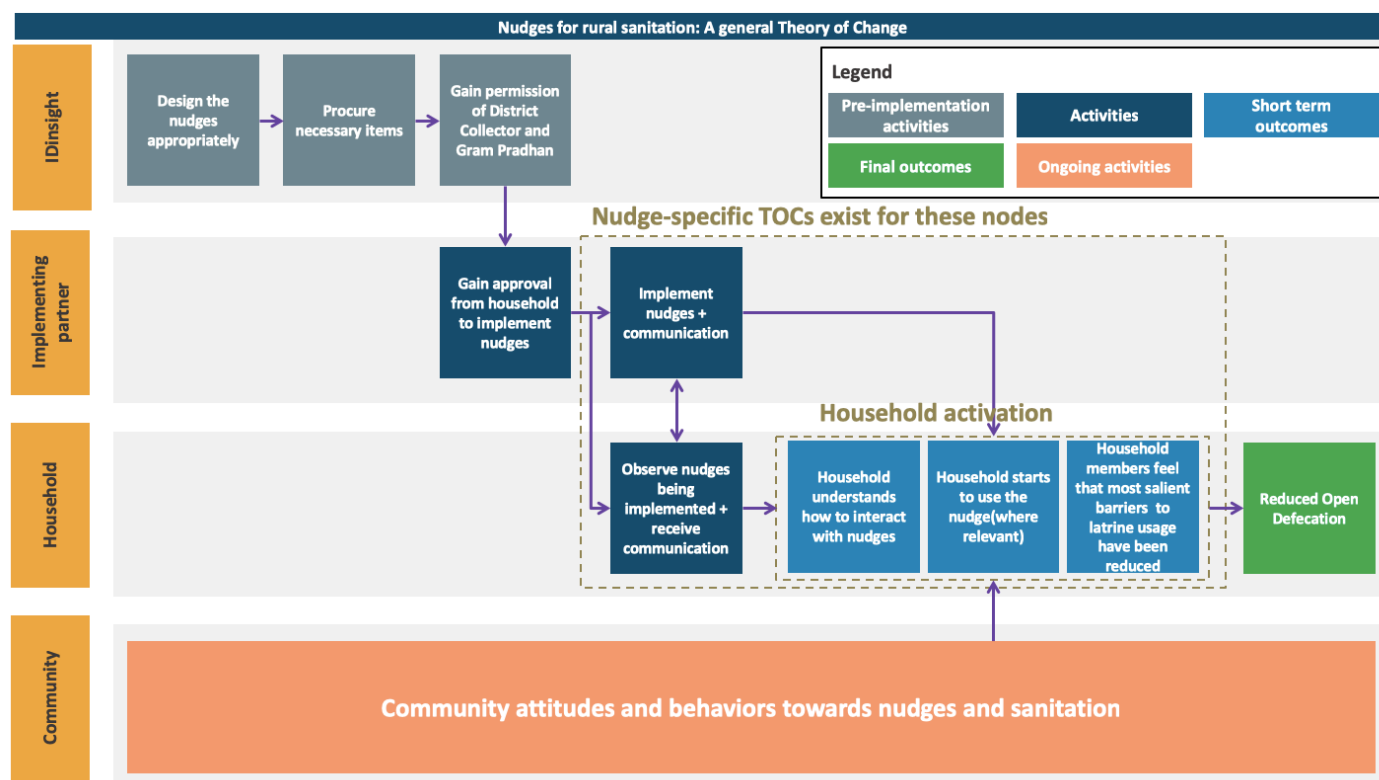 Nudges for rural sanitation: A general Theory of Change
IDinsight
Design the
nudges
appropriately
Procure
necessary items
Gain permission
of District
Collector and
Gram Pradhan
Legend
Pre-implementation
activities
Activities
Short term
outcomes
Final outcomes
Ongoing activities
Nudge-specific TOCs exist for these nodes
Implementing
partner
Gain approval
from household
to implement
nudges
Implement
nudges +
communication
Household activation
Household
Observe nudges
being
implemented +
receive
communication
Household
understands
how to interact
with nudges
Household starts
to use the
nudge(where
relevant)
Household
members feel
that most salient
barriers to
latrine usage
have been
reduced
Reduced Open
Defecation
Community
Community attitudes and behaviors towards nudges and sanitation